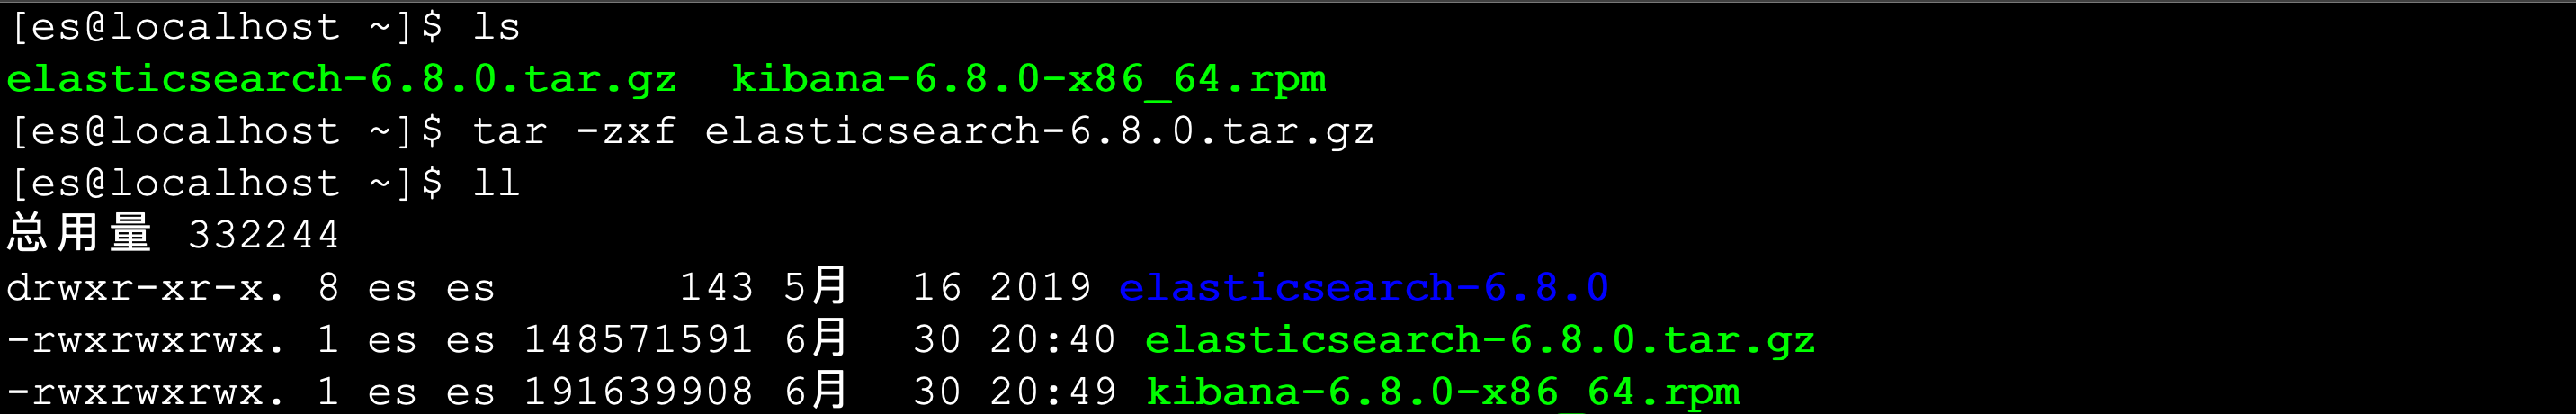 [es@localhost ~]$ ls
elasticsearch-6.8.0.tar.gz  kibana-6.8.0-x86_64.rpm
[es@localhost ~]$ tar -zxf elasticsearch-6.8.0.tar.gz
[es@localhost ~]$ ll
总用量 332244
drwxr-xr-x. 8 es es       143 5月  16 2019 elasticsearch-6.8.0
-rwxrwxrwx. 1 es es 148571591 6月  30 20:40 elasticsearch-6.8.0.tar.gz
-rwxrwxrwx. 1 es es 191639908 6月  30 20:49 kibana-6.8.0-x86_64.rpm